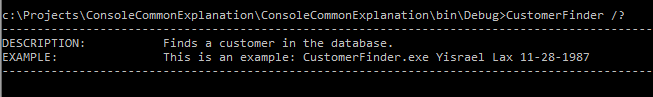 c:\Projects\ConsoleCommonExplanation\ConsoleCommonExplanation\bin\Debug>CustomerFinder /?
--------------------------------------------------------------------------------
DESCRIPTION: Finds a customer in the database.
EXAMPLE: This is an example: CustomerFinder.exe Yisrael Lax 11-28-1987
--------------------------------------------------------------------------------